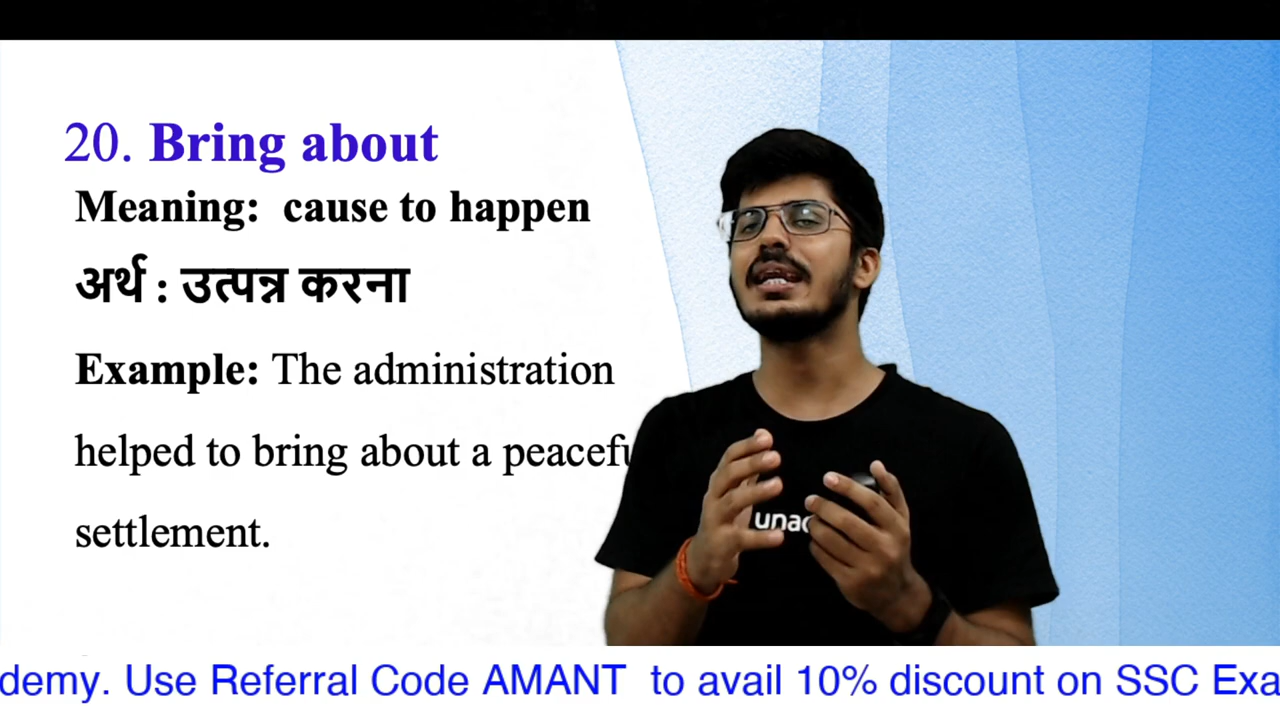 20. Bring about
Meaning: cause to happen
अर्थ : उत्पन्न करना
Example: The administration
helped to bring about a
settlement.
demy. Use Referral Code AMANT to avail 10% discount on SSC Exa